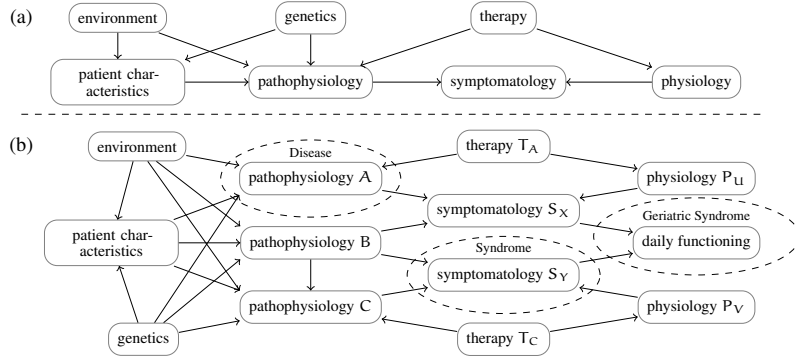 (a)
environment
genetics
therapy
patient char-
acteristics
pathophysiology
symptomatology
physiology
(b)
environment
Disease
pathophysiology A
therapy T_A
physiology P_U
symptomatology S_X
Geriatric Syndrome
patient char-
acteristics
pathophysiology B
daily functioning
Syndrome
symptomatology S_Y
pathophysiology C
physiology P_V
genetics
therapy T_C